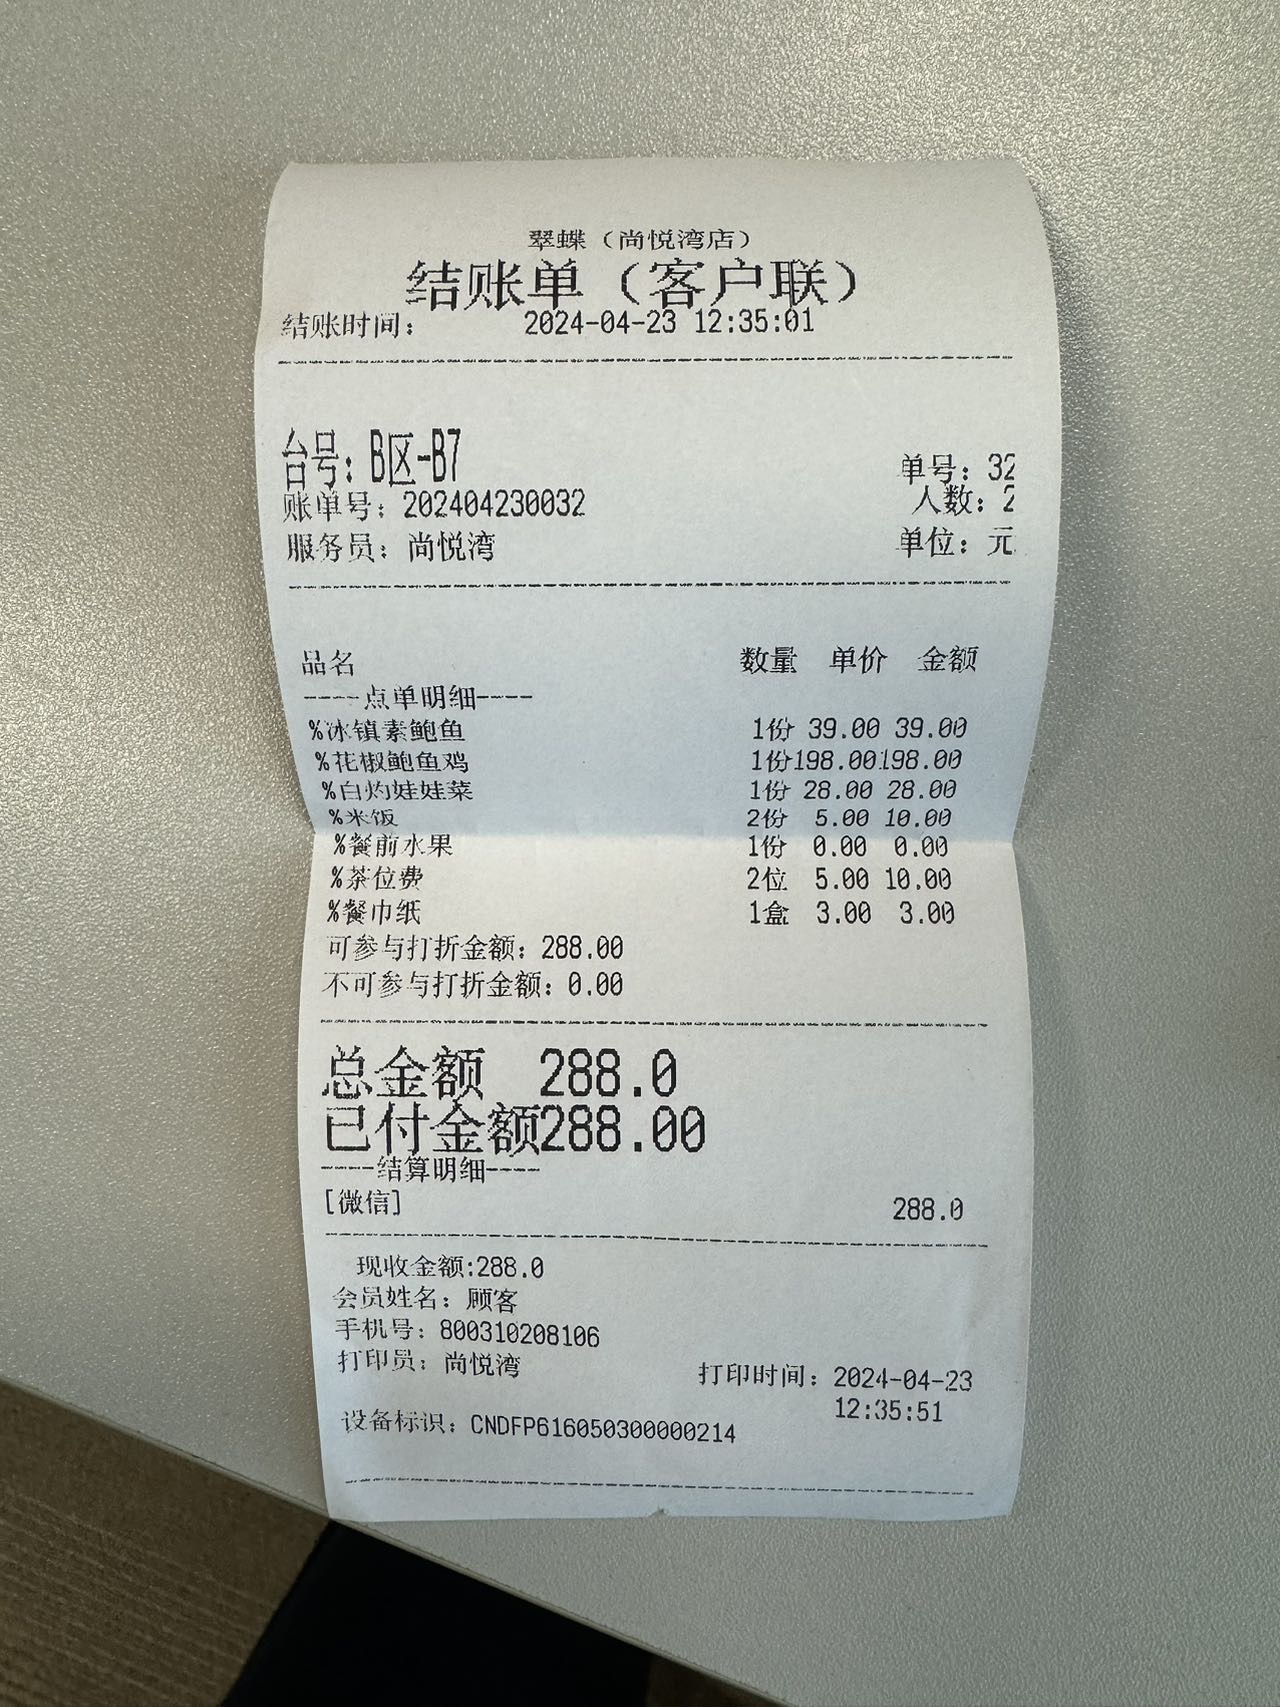 翠蝶（尚悦湾店）
结账单（客户联）
结账时间： 2024-04-23 12:35:01
台号：B区-B7
单号：32
账单号：202404230032
人数：2
服务员：尚悦湾
单位：元
品名 数量 单价 金额
----点单明细----
%冰镇素鲍鱼 1份 39.00 39.00
%花椒鲍鱼鸡 1份 198.00 198.00
%白灼娃娃菜 1份 28.00 28.00
%米饭 2份 5.00 10.00
%餐前水果 1份 0.00 0.00
%茶位费 2位 5.00 10.00
%餐巾纸 1盒 3.00 3.00
可参与打折金额：288.00
不可参与打折金额：0.00
总金额 288.0
已付金额288.00
----结算明细----
[微信] 288.0
现收金额:288.0
会员姓名：顾客
手机号：800310208106
打印员：尚悦湾 打印时间：2024-04-23
12:35:51
设备标识：CNDFP616050300000214